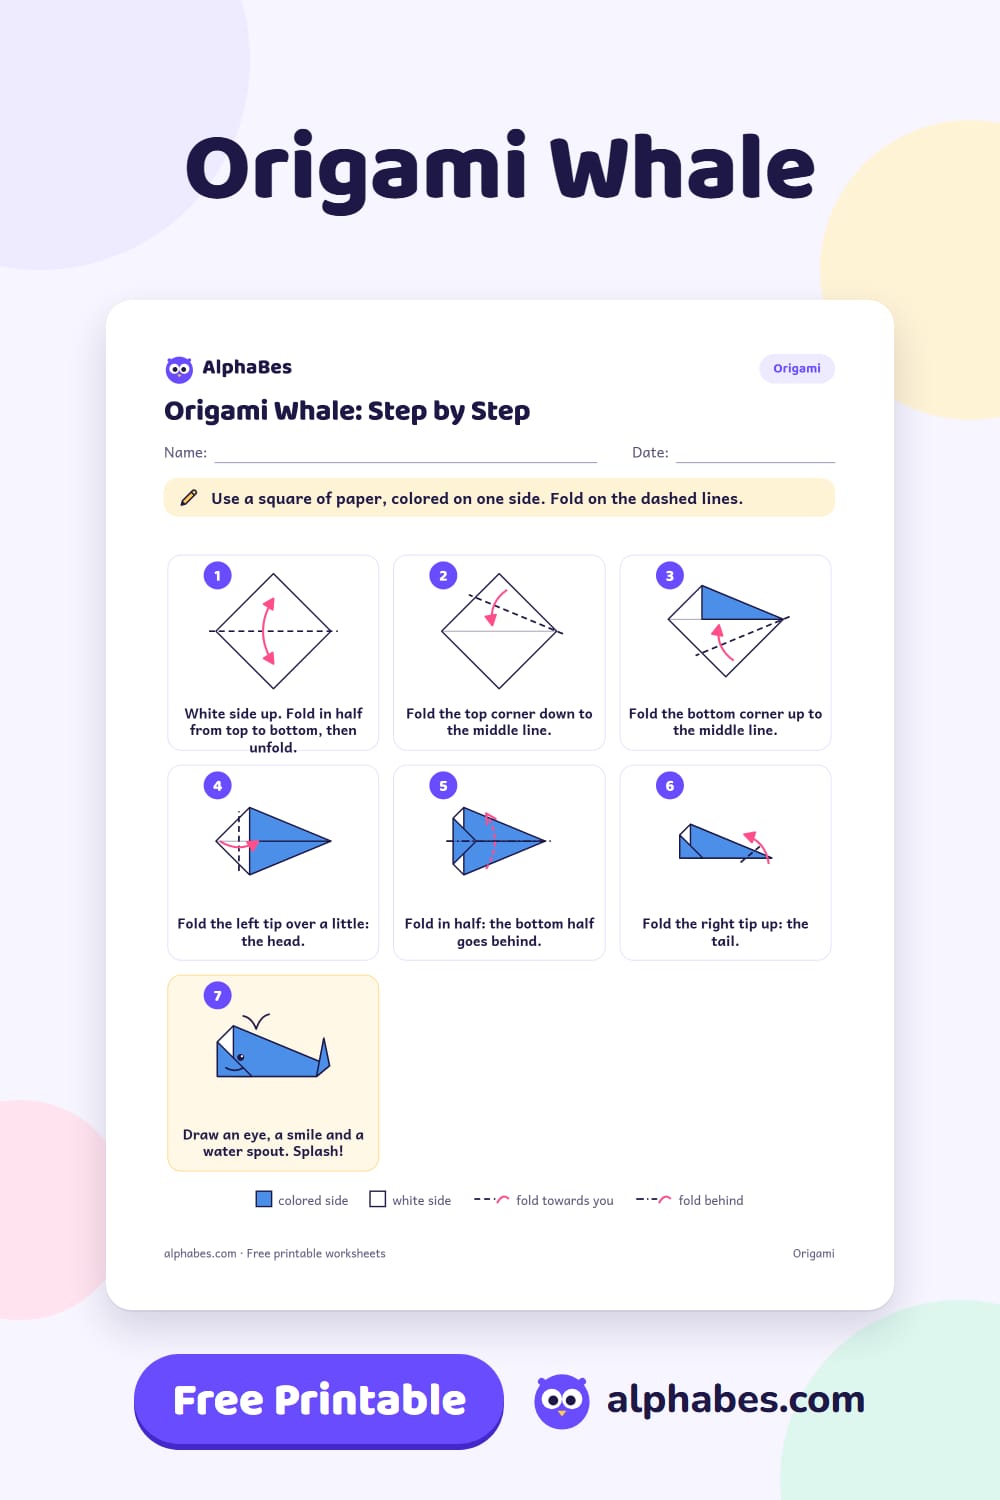 Origami Whale
AlphaBes
Origami
Origami Whale: Step by Step
Name:
Date:
Use a square of paper, colored on one side. Fold on the dashed lines.
1
White side up. Fold in half
from top to bottom, then
unfold.
2
Fold the top corner down to
the middle line.
3
Fold the bottom corner up to
the middle line.
4
Fold the left tip over a little:
the head.
5
Fold in half: the bottom half
goes behind.
6
Fold the right tip up: the
tail.
7
Draw an eye, a smile and a
water spout. Splash!
colored side
white side
fold towards you
fold behind
alphabes.com · Free printable worksheets
Origami
Free Printable
alphabes.com